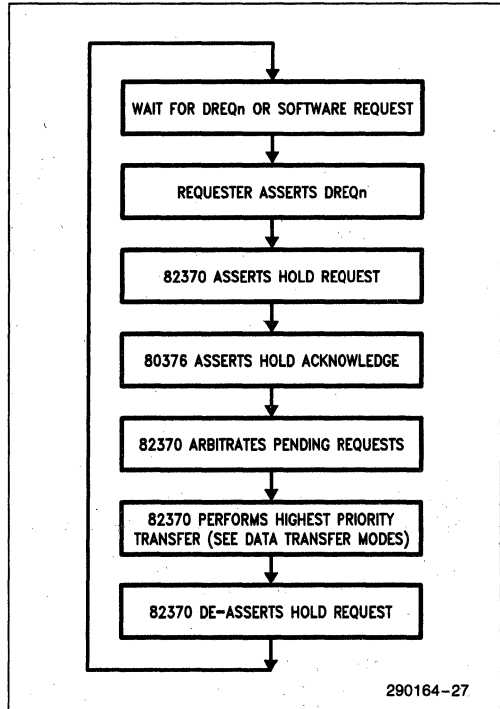 WAIT FOR DREQn OR SOFTWARE REQUEST
REQUESTER ASSERTS DREQn
82370 ASSERTS HOLD REQUEST
80376 ASSERTS HOLD ACKNOWLEDGE
82370 ARBITRATES PENDING REQUESTS
82370 PERFORMS HIGHEST PRIORITY
TRANSFER (SEE DATA TRANSFER MODES)
82370 DE-ASSERTS HOLD REQUEST
290164-27